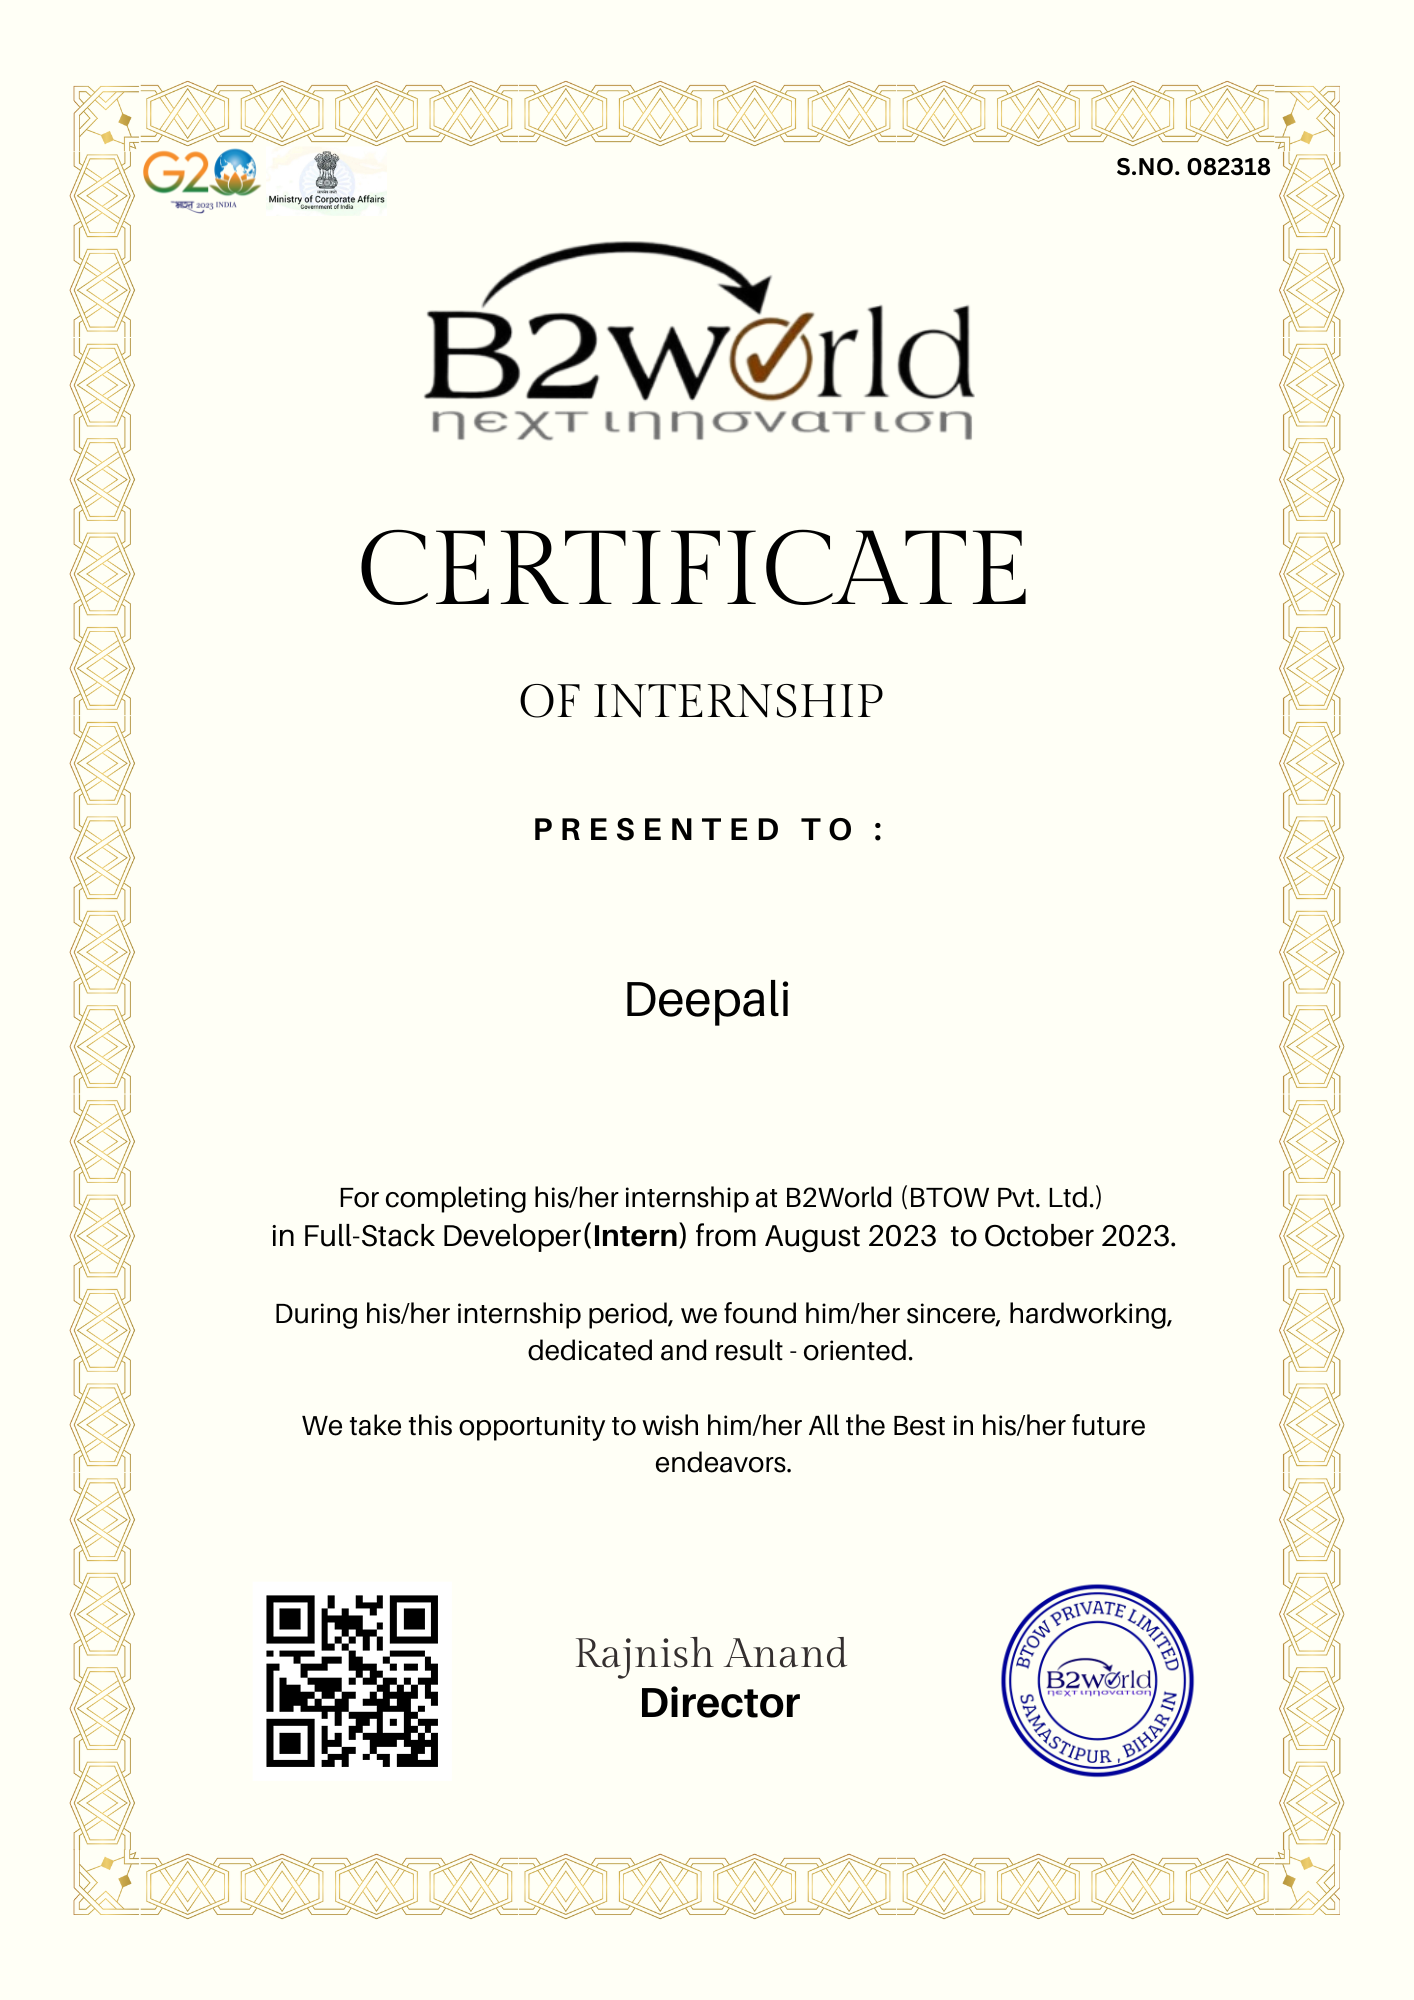 G20
भारत 2023 INDIA
Ministry of Corporate Affairs
Government of India
S.NO. 082318
B2World
next innovation
CERTIFICATE
OF INTERNSHIP
PRESENTED TO :
Deepali
For completing his/her internship at B2World (BTOW Pvt. Ltd.)
in Full-Stack Developer(Intern) from August 2023 to October 2023.
During his/her internship period, we found him/her sincere, hardworking,
dedicated and result - oriented.
We take this opportunity to wish him/her All the Best in his/her future
endeavors.
Rajnish Anand
Director
BTOW PRIVATE LIMITED
B2World
next innovation
SAMASTIPUR , BIHAR IN